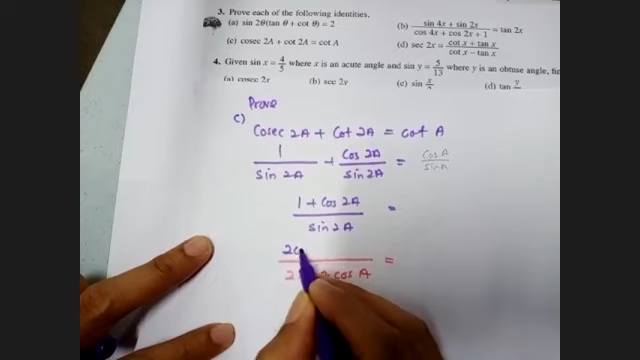 3. Prove each of the following identities.
(a) sin 2θ(tan θ + cot θ) = 2
(b) sin 4x + sin 2x / cos 4x + cos 2x + 1 = tan 2x
(c) cosec 2A + cot 2A = cot A
(d) sec 2x = cot x + tan x / cot x − tan x
4. Given sin x = 4/5 where x is an acute angle and sin y = 5/13 where y is an obtuse angle,
(a) cosec 2x (b) sec 2y (c) sin x (d) tan y
Prove
c)
Cosec 2A + Cot 2A = cot A
1 / sin 2A + Cos 2A / sin 2A = Cos A / sin A
1 + Cos 2A / sin 2A =
2 / 2 cos A =